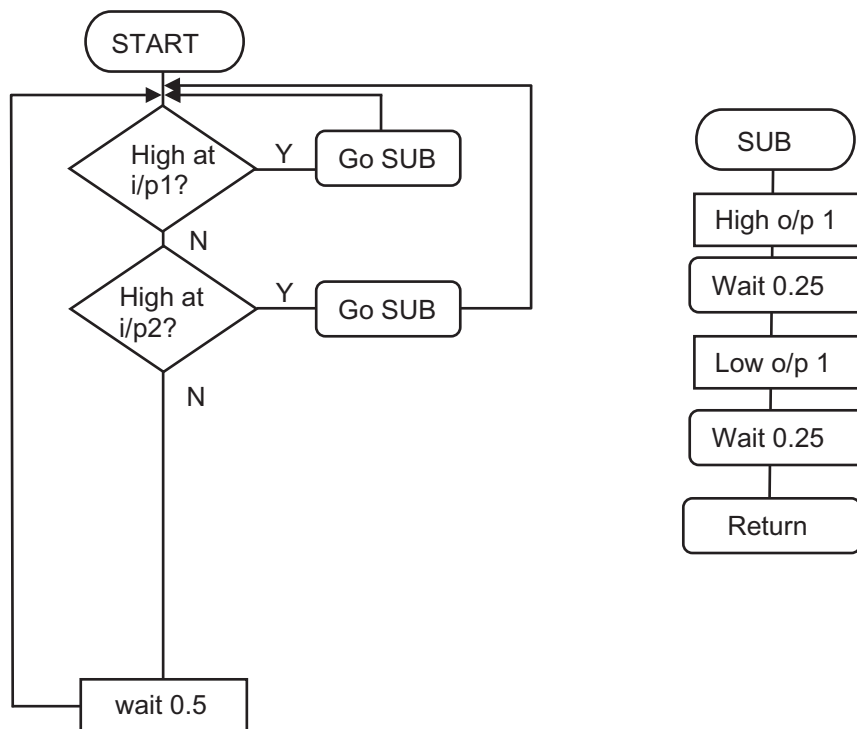 START
High at
i/p1?
Y
Go SUB
N
High at
i/p2?
Y
Go SUB
N
wait 0.5
SUB
High o/p 1
Wait 0.25
Low o/p 1
Wait 0.25
Return